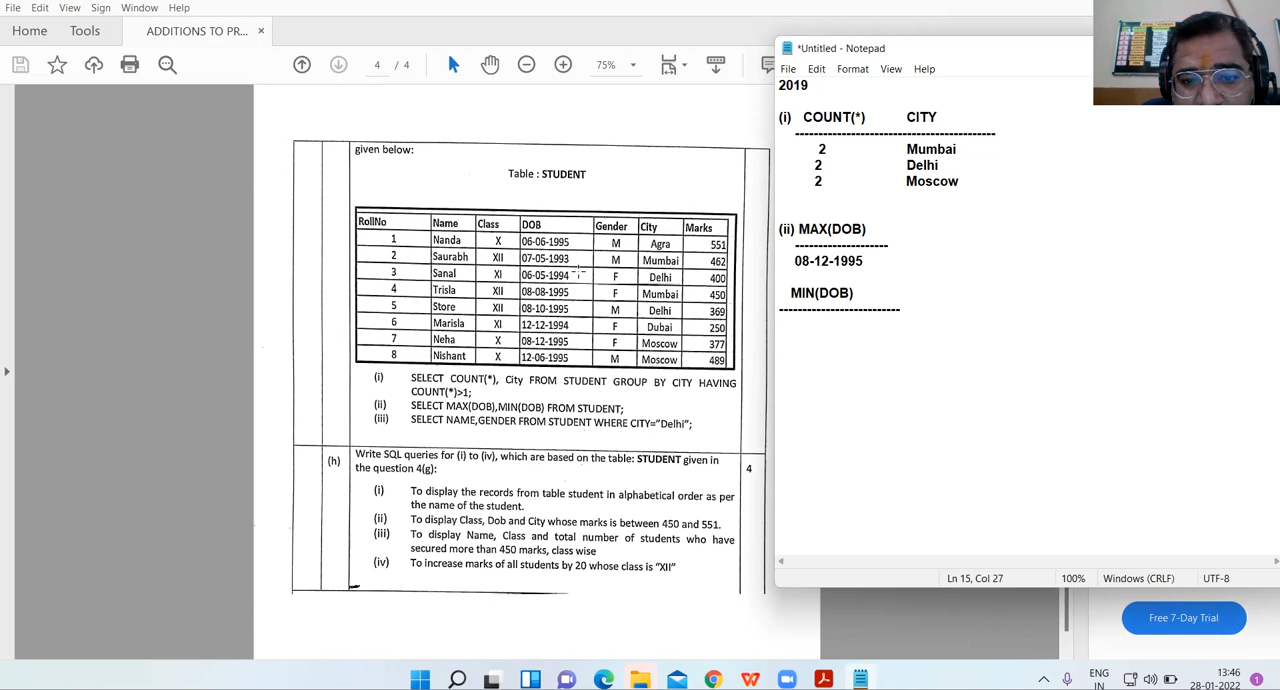 File Edit View Sign Window Help
Home Tools ADDITIONS TO PR... ×
4 / 4 75%
given below:
Table : STUDENT
RollNo Name Class DOB Gender City Marks
1 Nanda X 06-06-1995 M Agra 551
2 Saurabh XII 07-05-1993 M Mumbai 462
3 Sanal XI 06-05-1994 F Delhi 400
4 Trisla XII 08-08-1995 F Mumbai 450
5 Store XII 08-10-1995 M Delhi 369
6 Marisla XI 12-12-1994 F Dubai 250
7 Neha X 08-12-1995 F Moscow 377
8 Nishant X 12-06-1995 M Moscow 489
(i) SELECT COUNT(*), City FROM STUDENT GROUP BY CITY HAVING
COUNT(*)>1;
(ii) SELECT MAX(DOB),MIN(DOB) FROM STUDENT;
(iii) SELECT NAME,GENDER FROM STUDENT WHERE CITY="Delhi";
(h) Write SQL queries for (i) to (iv), which are based on the table: STUDENT given in 4
the question 4(g):
(i) To display the records from table student in alphabetical order as per
the name of the student.
(ii) To display Class, Dob and City whose marks is between 450 and 551.
(iii) To display Name, Class and total number of students who have
secured more than 450 marks, class wise
(iv) To increase marks of all students by 20 whose class is "XII"
*Untitled - Notepad
File Edit Format View Help
2019
(i) COUNT(*) CITY
---------------------------------------------
2 Mumbai
2 Delhi
2 Moscow
(ii) MAX(DOB)
--------------------
08-12-1995
MIN(DOB)
--------------------------
Ln 15, Col 27 100% Windows (CRLF) UTF-8
Free 7-Day Trial
ENG
IN
13:46
28-01-2022
1